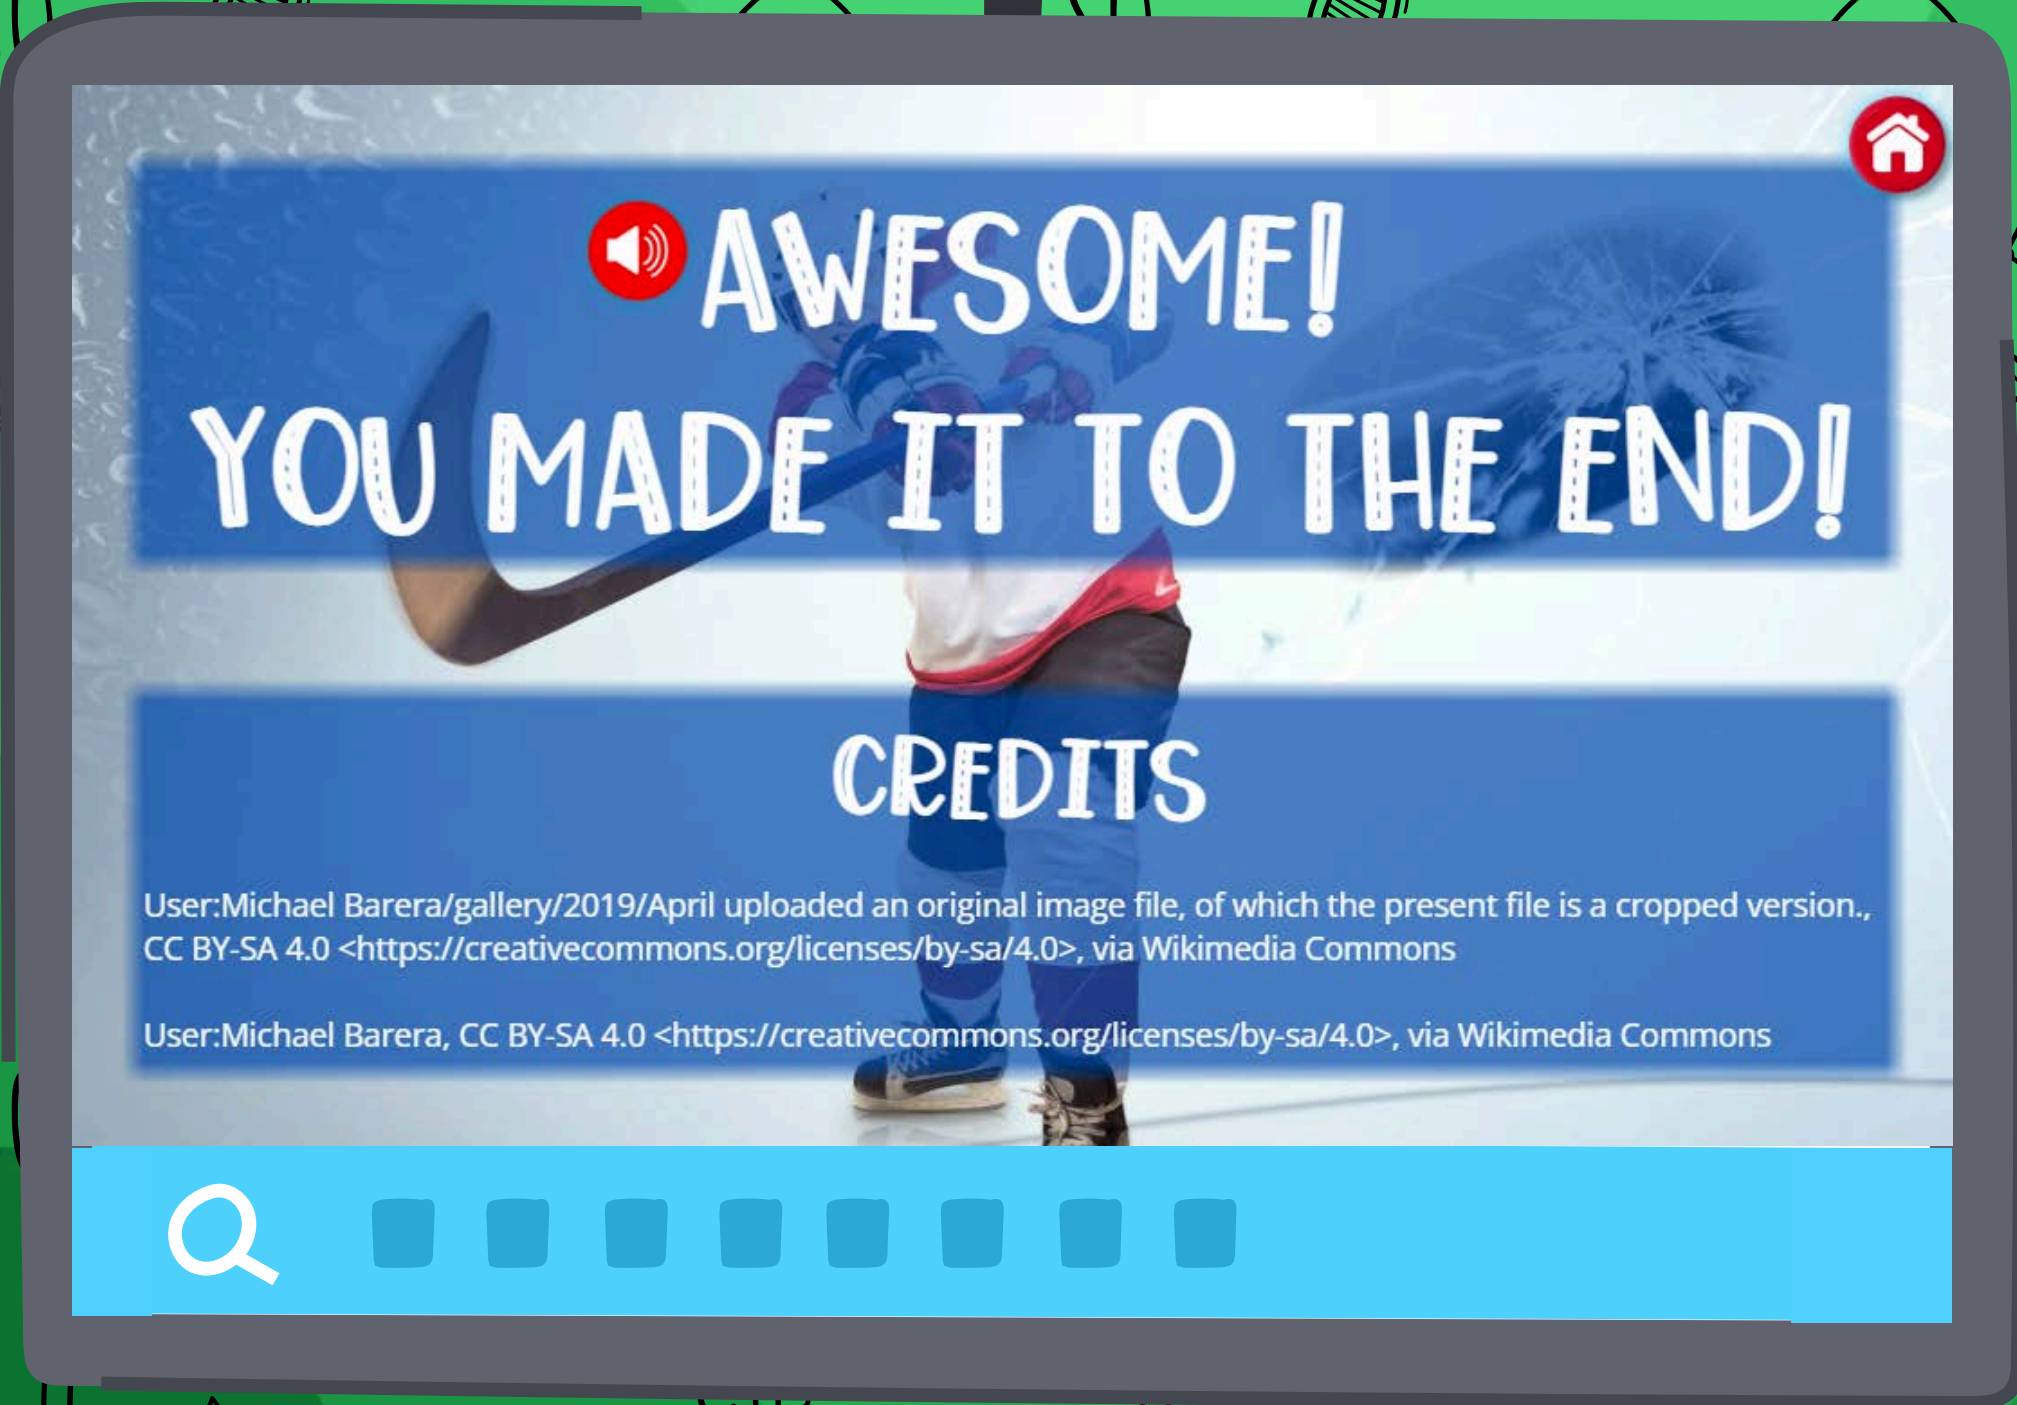 AWESOME!
YOU MADE IT TO THE END!
CREDITS
User:Michael Barera/gallery/2019/April uploaded an original image file, of which the present file is a cropped version.,
CC BY-SA 4.0 <https://creativecommons.org/licenses/by-sa/4.0>, via Wikimedia Commons
User:Michael Barera, CC BY-SA 4.0 <https://creativecommons.org/licenses/by-sa/4.0>, via Wikimedia Commons